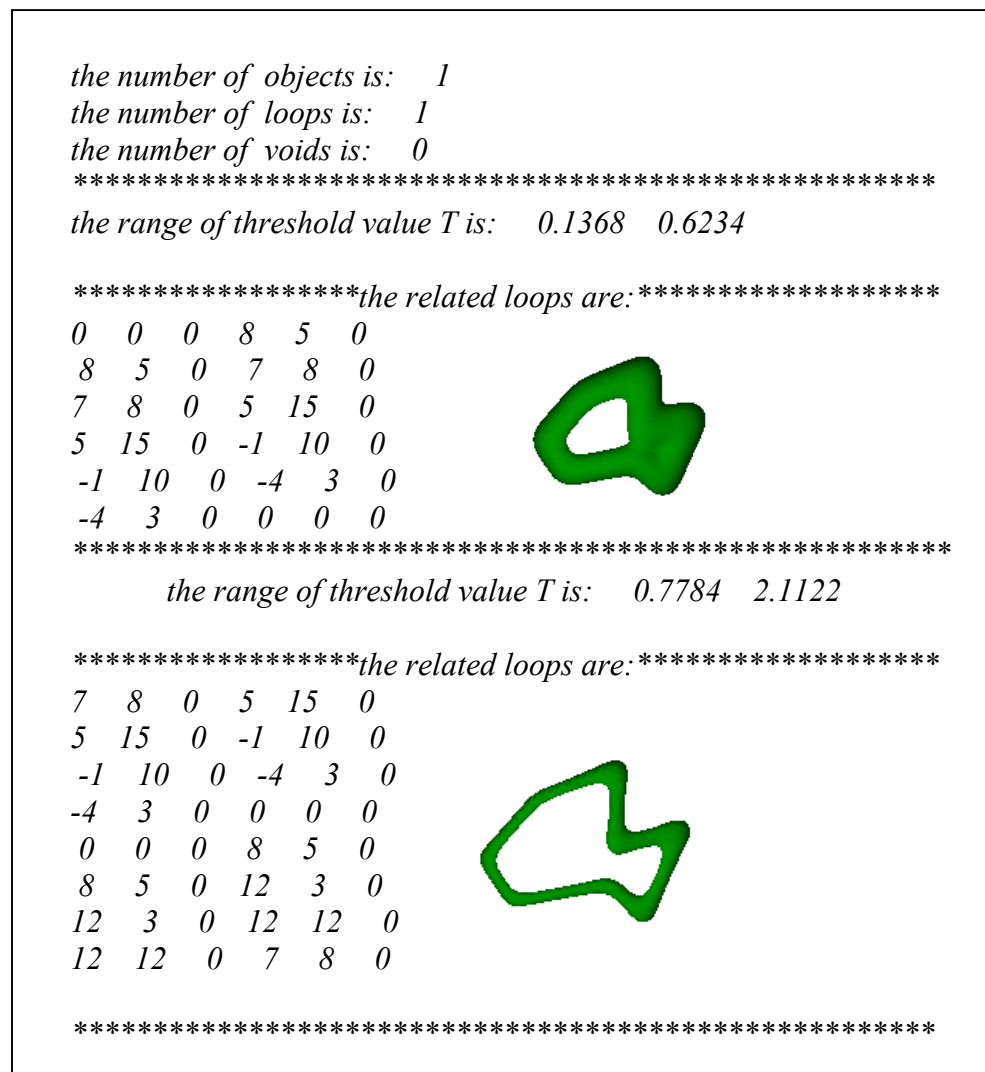 the number of objects is: 1
the number of loops is: 1
the number of voids is: 0
******************************************************
the range of threshold value T is: 0.1368 0.6234
******************the related loops are:*******************
0 0 0 8 5 0
8 5 0 7 8 0
7 8 0 5 15 0
5 15 0 -1 10 0
-1 10 0 -4 3 0
-4 3 0 0 0 0
*******************************************************
the range of threshold value T is: 0.7784 2.1122
******************the related loops are:*******************
7 8 0 5 15 0
5 15 0 -1 10 0
-1 10 0 -4 3 0
-4 3 0 0 0 0
0 0 0 8 5 0
8 5 0 12 3 0
12 3 0 12 12 0
12 12 0 7 8 0
******************************************************